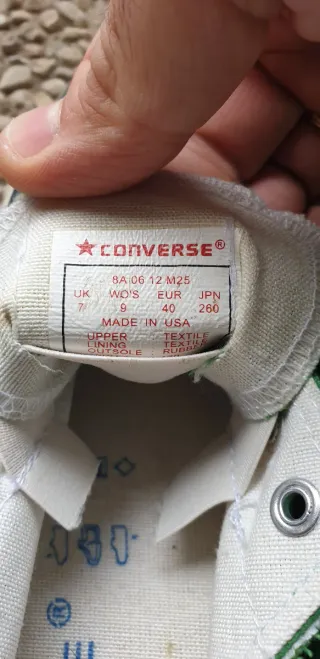 ★CONVERSE®
8A 06 12 M25
UK WO'S EUR JPN
7 9 40 260
MADE IN USA
UPPER TEXTILE
LINING TEXTILE
OUTSOLE RUBBER